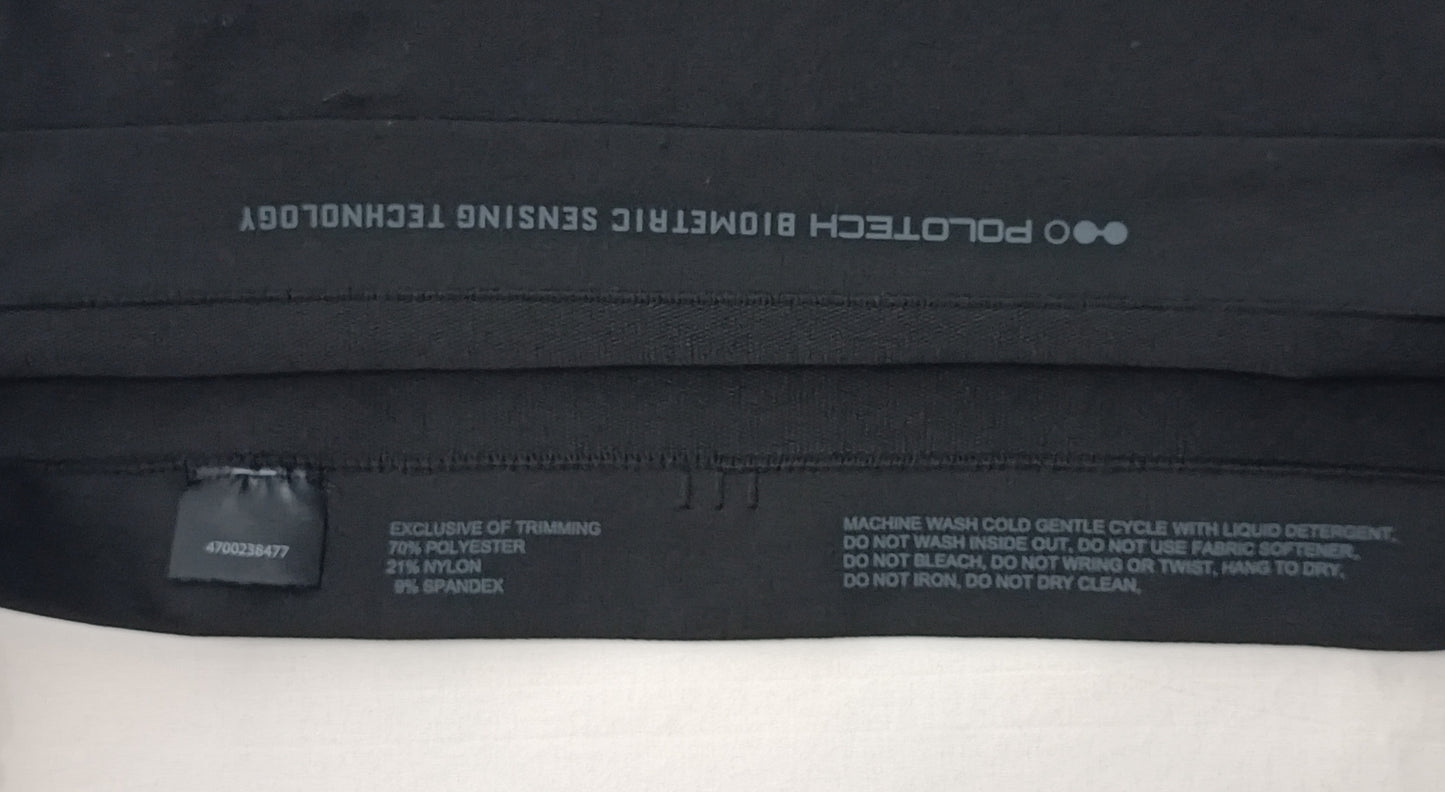 POLOTECH BIOMETRIC SENSING TECHNOLOGY
4700238477
EXCLUSIVE OF TRIMMING
70% POLYESTER
21% NYLON
9% SPANDEX
MACHINE WASH COLD GENTLE CYCLE WITH LIQUID DETERGENT.
DO NOT WASH INSIDE OUT. DO NOT USE FABRIC SOFTENER.
DO NOT BLEACH, DO NOT WRING OR TWIST, HANG TO DRY.
DO NOT IRON, DO NOT DRY CLEAN.